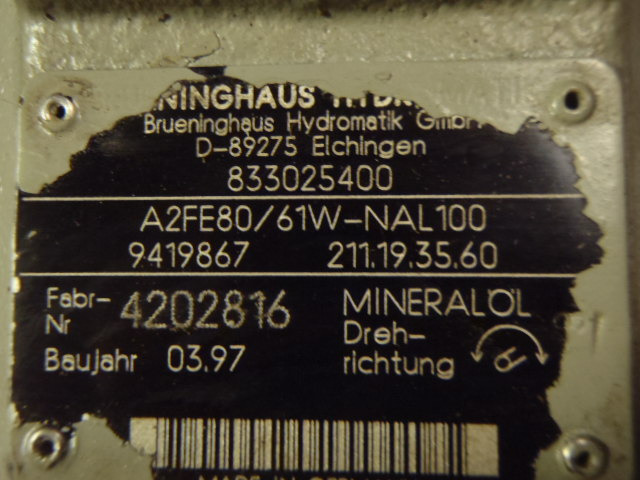 Brueninghaus Hydromatik GmbH
D-89275 Elchingen
833025400
A2FE80/61W-NAL100
9419867 211.19.35.60
Fabr-Nr 4202816
MINERALÖL
Baujahr 03.97
Dreh-
richtung